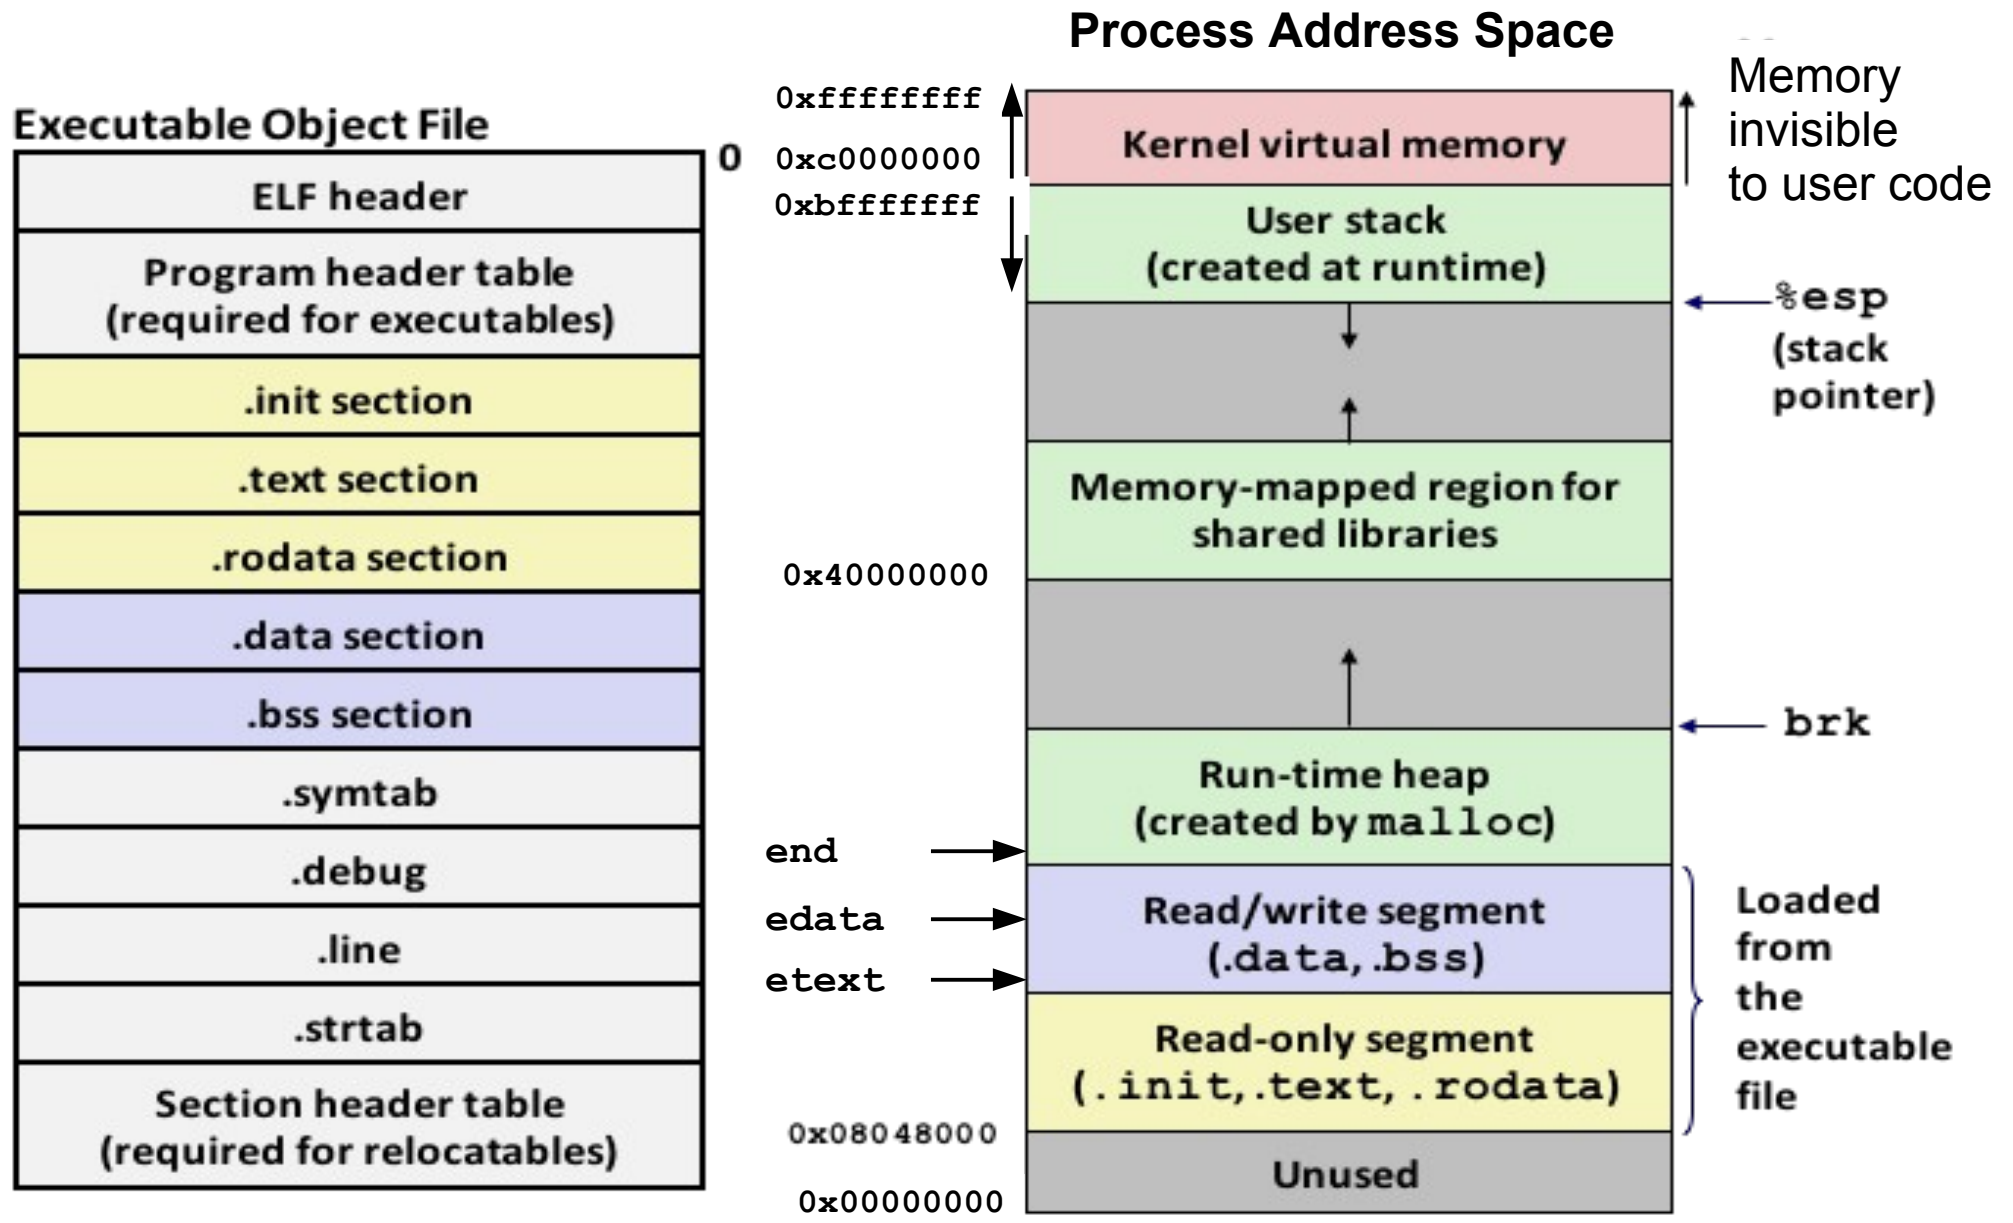 Process Address Space
Executable Object File
0
ELF header
Program header table
(required for executables)
.init section
.text section
.rodata section
.data section
.bss section
.symtab
.debug
.line
.strtab
Section header table
(required for relocatables)
0xffffffff
0xc0000000
0xbfffffff
0x40000000
end
edata
etext
0x08048000
0x00000000
Kernel virtual memory
User stack
(created at runtime)
Memory-mapped region for
shared libraries
Run-time heap
(created by malloc)
Read/write segment
(.data, .bss)
Read-only segment
(.init, .text, .rodata)
Unused
Memory
invisible
to user code
%esp
(stack
pointer)
brk
Loaded
from
the
executable
file